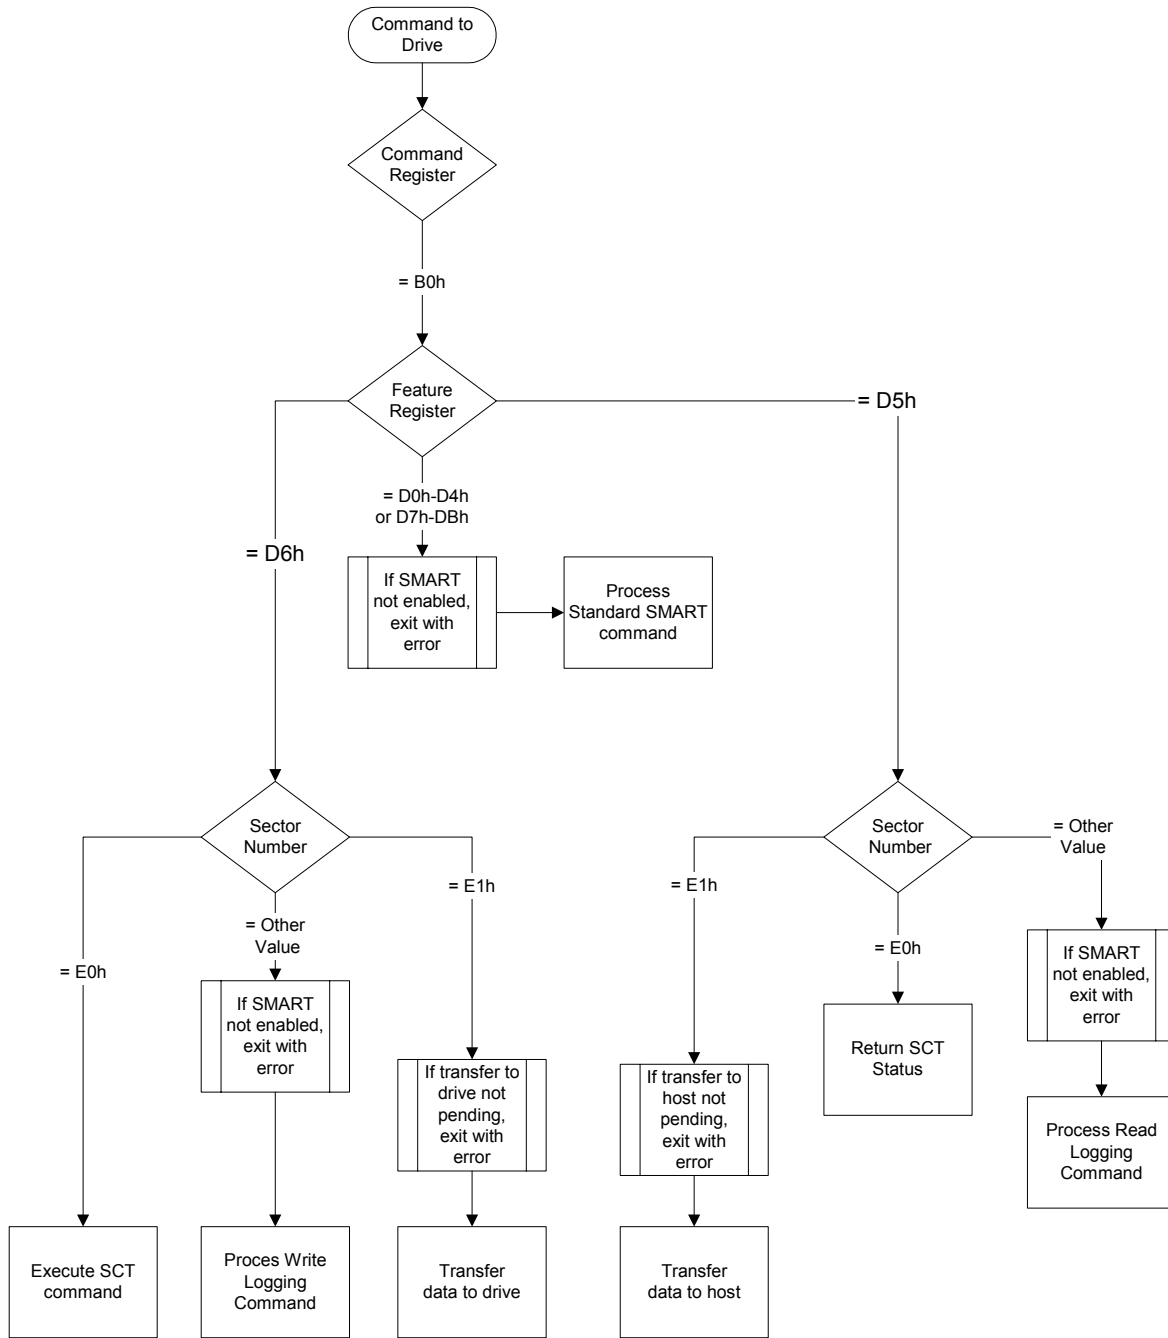 Command to
Drive
Command
Register
= B0h
Feature
Register
= D5h
= D0h-D4h
or D7h-DBh
= D6h
If SMART
not enabled,
exit with
error
Process
Standard SMART
command
Sector
Number
= E0h
= Other
Value
= E1h
If SMART
not enabled,
exit with
error
If transfer to
drive not
pending,
exit with
error
Execute SCT
command
Proces Write
Logging
Command
Transfer
data to drive
Sector
Number
= E1h
= E0h
= Other
Value
If transfer to
host not
pending,
exit with
error
Return SCT
Status
If SMART
not enabled,
exit with
error
Process Read
Logging
Command
Transfer
data to host